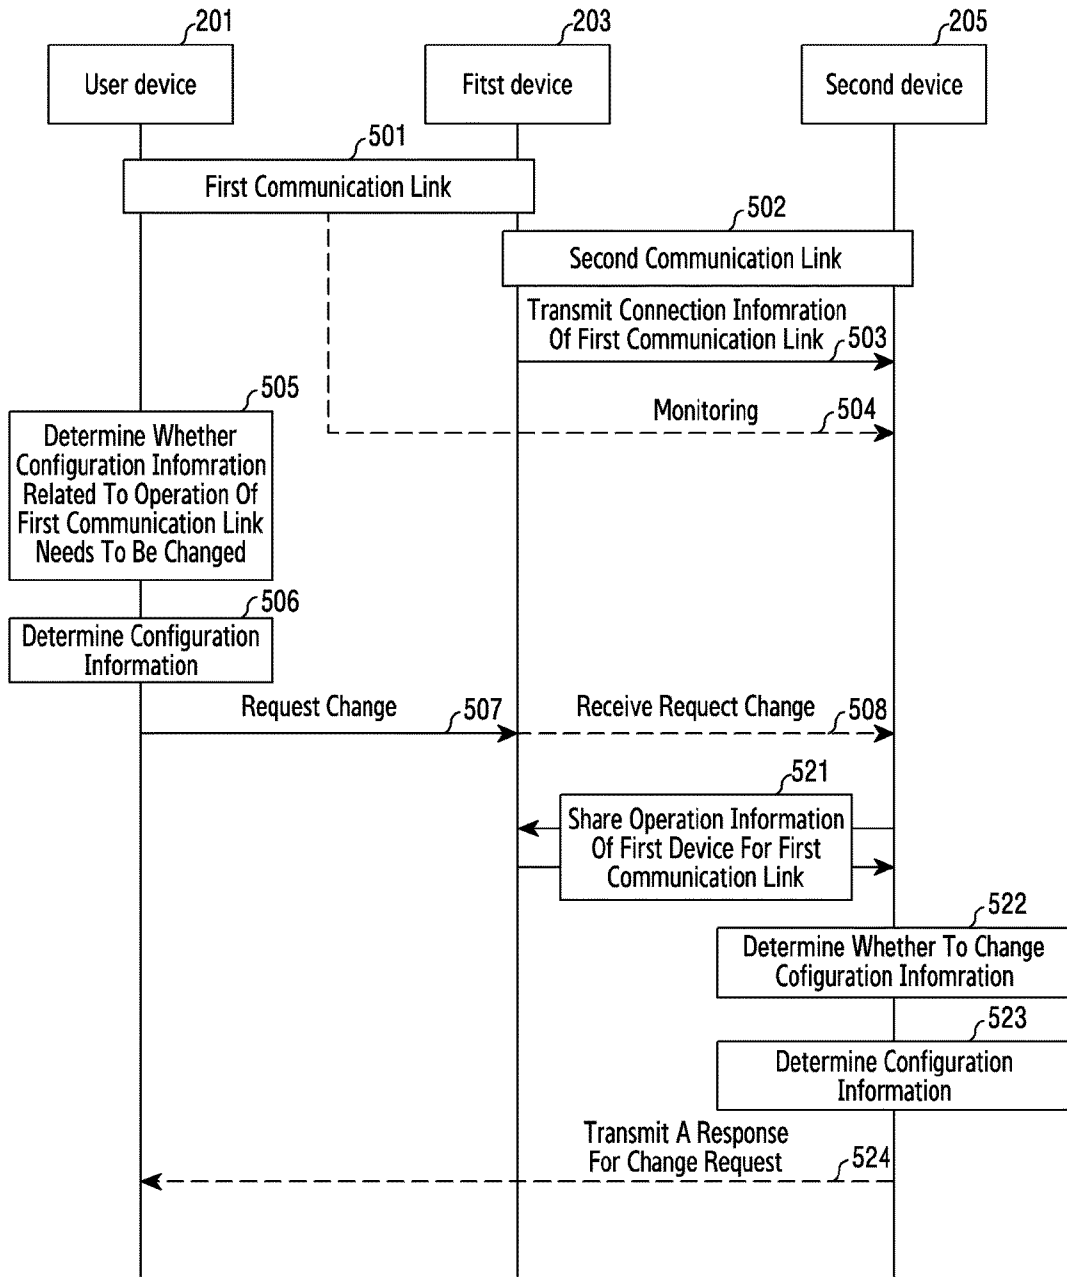 201
203
205
User device
Fitst device
Second device
501
First Communication Link
502
Second Communication Link
Transmit Connection Infomration
Of First Communication Link
503
505
Monitoring
504
Determine Whether
Configuration Infomration
Related To Operation Of
First Communication Link
Needs To Be Changed
506
Determine Configuration
Information
Request Change
507
Receive Requect Change
508
521
Share Operation Information
Of First Device For First
Communication Link
522
Determine Whether To Change
Cofiguration Infomration
523
Determine Configuration
Information
Transmit A Response
For Change Request
524